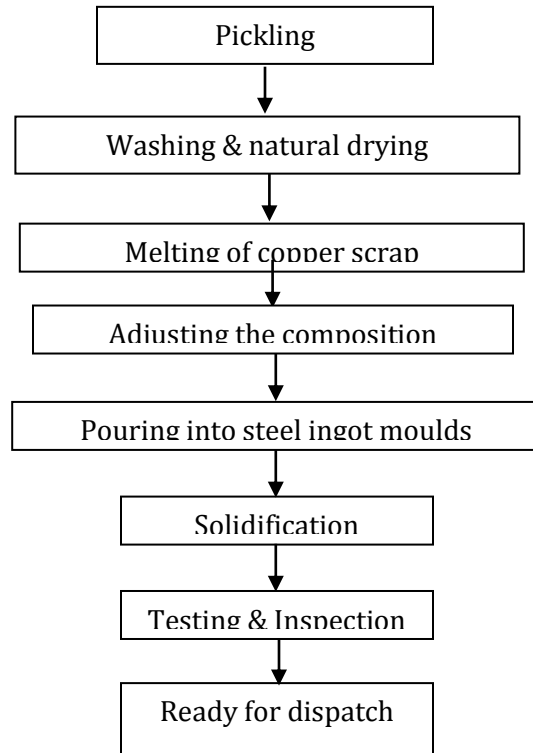 Pickling
Washing & natural drying
Melting of copper scrap
Adjusting the composition
Pouring into steel ingot moulds
Solidification
Testing & Inspection
Ready for dispatch